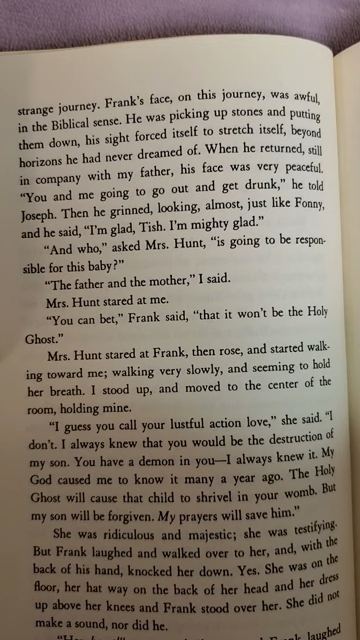 strange journey. Frank's face, on this journey, was awful,
in the Biblical sense. He was picking up stones and putting
them down, his sight forced itself to stretch itself, beyond
horizons he had never dreamed of. When he returned, still
in company with my father, his face was very peaceful.
"You and me going to go out and get drunk," he told
Joseph. Then he grinned, looking, almost, just like Fonny,
and he said, "I'm glad, Tish. I'm mighty glad."
"And who," asked Mrs. Hunt, "is going to be respon-
sible for this baby?"
"The father and the mother," I said.
Mrs. Hunt stared at me.
"You can bet," Frank said, "that it won't be the Holy
Ghost."
Mrs. Hunt stared at Frank, then rose, and started walk-
ing toward me; walking very slowly, and seeming to hold
her breath. I stood up, and moved to the center of the
room, holding mine.
"I guess you call your lustful action love," she said. "I
don't. I always knew that you would be the destruction of
my son. You have a demon in you—I always knew it. My
God caused me to know it many a year ago. The Holy
Ghost will cause that child to shrivel in your womb. But
my son will be forgiven. My prayers will save him."
She was ridiculous and majestic; she was testifying.
But Frank laughed and walked over to her, and, with the
back of his hand, knocked her down. Yes. She was on the
floor, her hat way on the back of her head and her dress
up above her knees and Frank stood over her. She did not
make a sound, nor did he.
Frank laughed